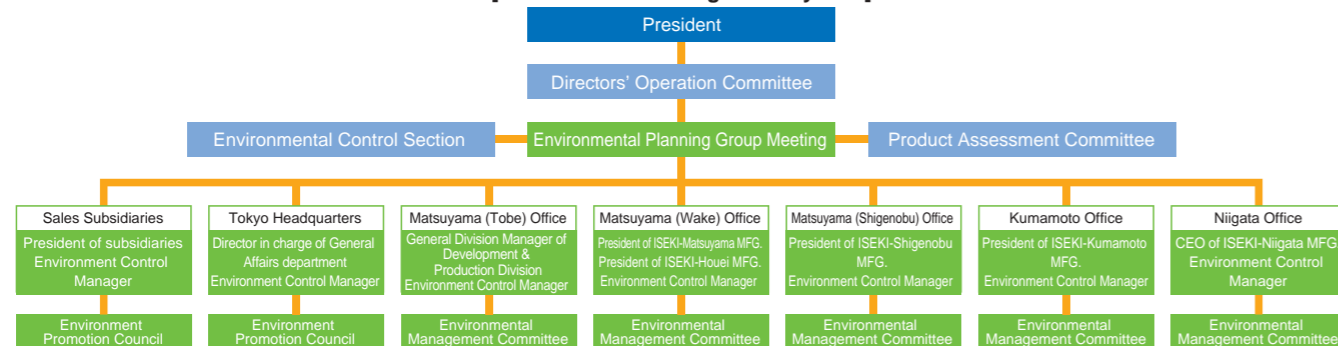 President
Directors' Operation Committee
Environmental Control Section
Environmental Planning Group Meeting
Product Assessment Committee
Sales Subsidiaries
President of subsidiaries
Environment Control
Manager
Environment
Promotion Council
Tokyo Headquarters
Director in charge of General
Affairs department
Environment Control Manager
Environment
Promotion Council
Matsuyama (Tobe) Office
General Division Manager of
Development &
Production Division
Environment Control Manager
Environmental
Management Committee
Matsuyama (Wake) Office
President of ISEKI-Matsuyama MFG.
President of ISEKI-Houei MFG.
Environment Control Manager
Environmental
Management Committee
Matsuyama (Shigenobu) Office
President of ISEKI-Shigenobu
MFG.
Environment Control Manager
Environmental
Management Committee
Kumamoto Office
President of ISEKI-Kumamoto
MFG.
Environment Control Manager
Environmental
Management Committee
Niigata Office
CEO of ISEKI-Niigata MFG.
Environment Control
Manager
Environmental
Management Committee